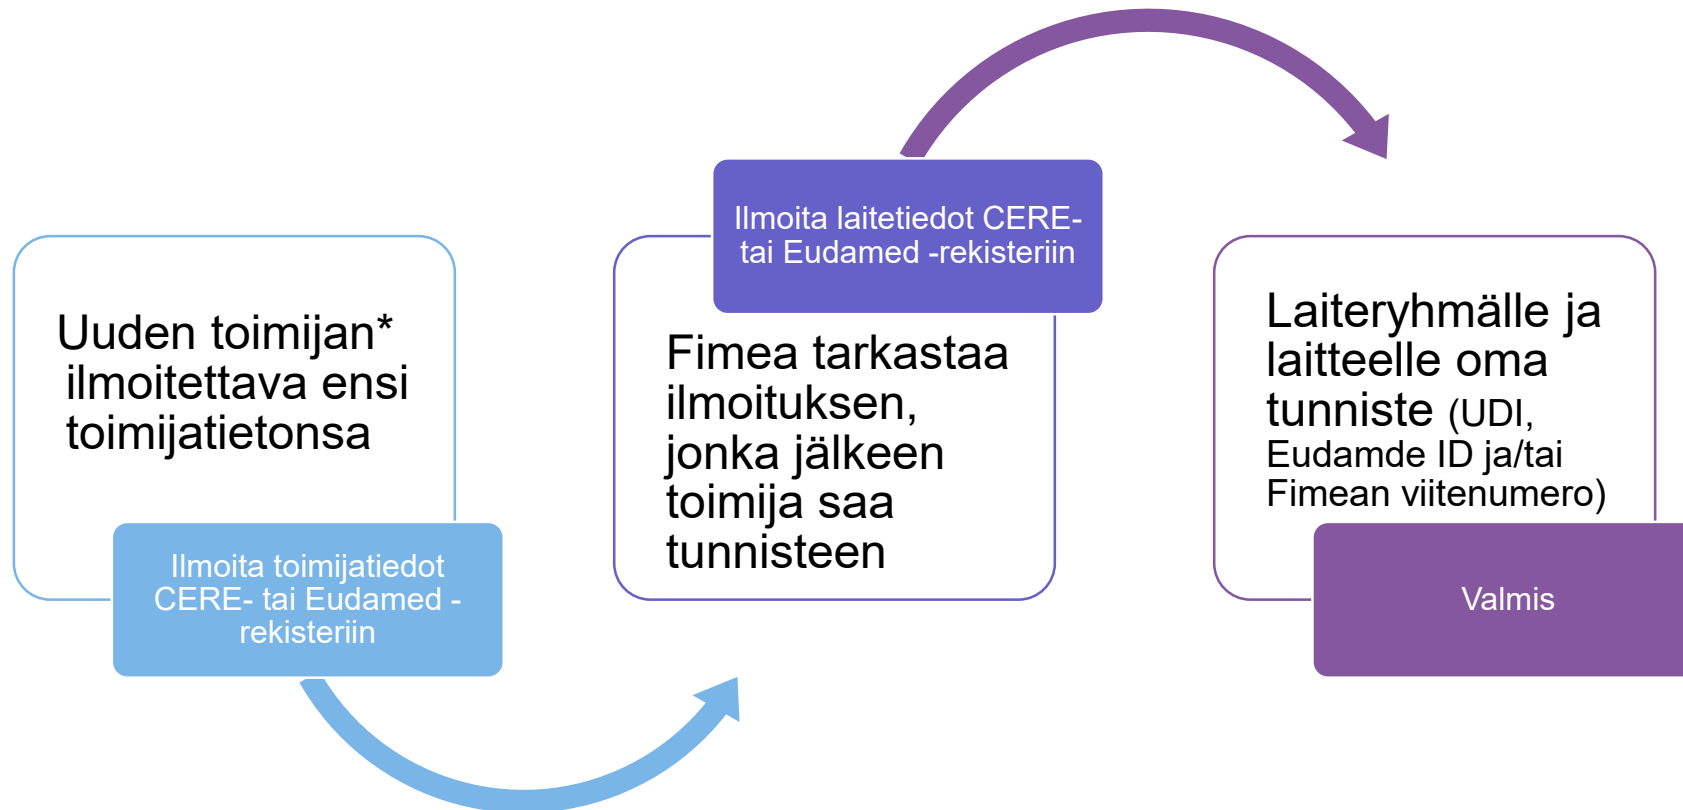 Uuden toimijan*
ilmoitettava ensi
toimijatietonsa
Ilmoita toimijatiedot
CERE- tai Eudamed -
rekisteriin
Ilmoita laitetiedot CERE-
tai Eudamed -rekisteriin
Fimea tarkastaa
ilmoituksen,
jonka jälkeen
toimija saa
tunnisteen
Laiteryhmälle ja
laitteelle oma
tunniste (UDI,
Eudamde ID ja/tai
Fimean viitenumero)
Valmis